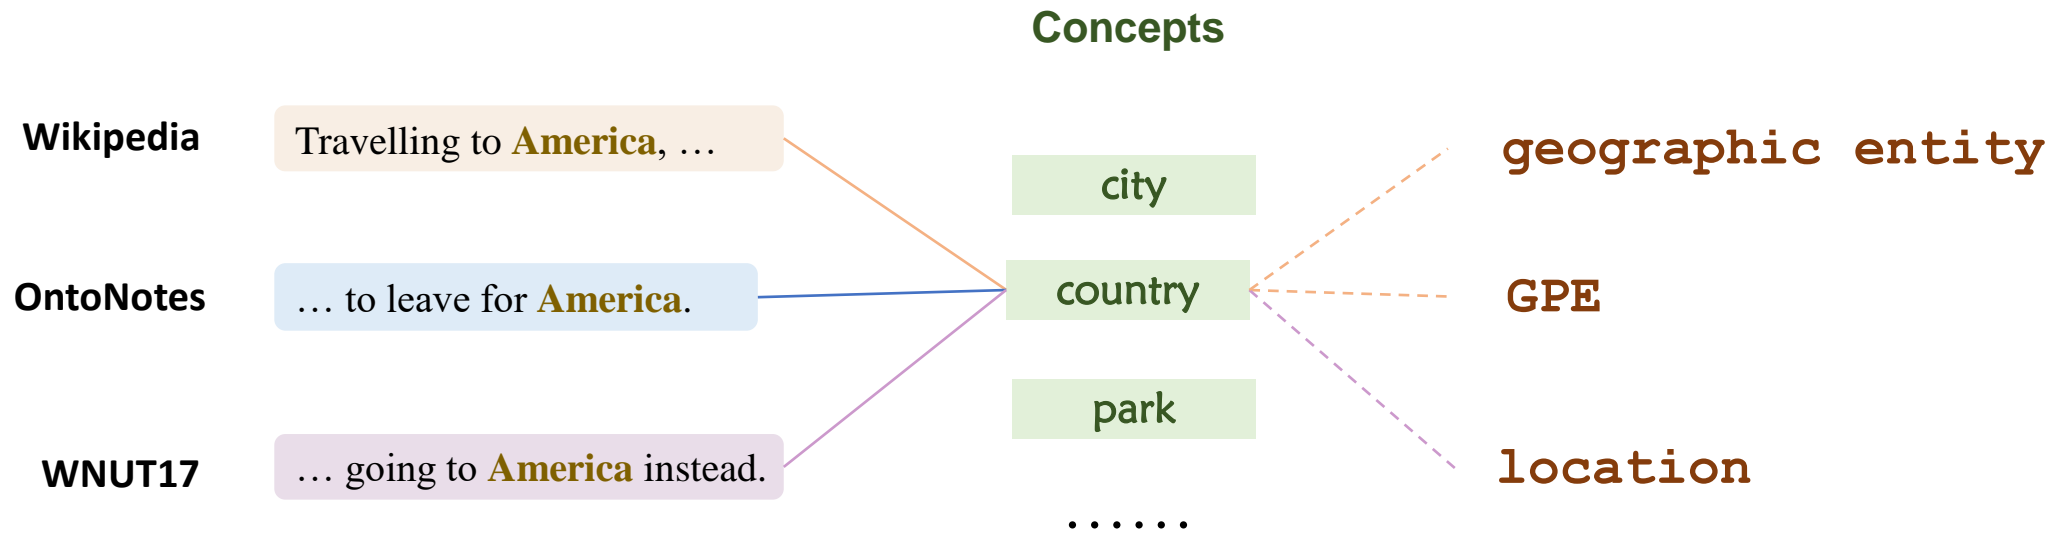 Concepts
Wikipedia
Travelling to America, …
city
geographic entity
OntoNotes
… to leave for America.
country
GPE
park
WNUT17
… going to America instead.
location
......